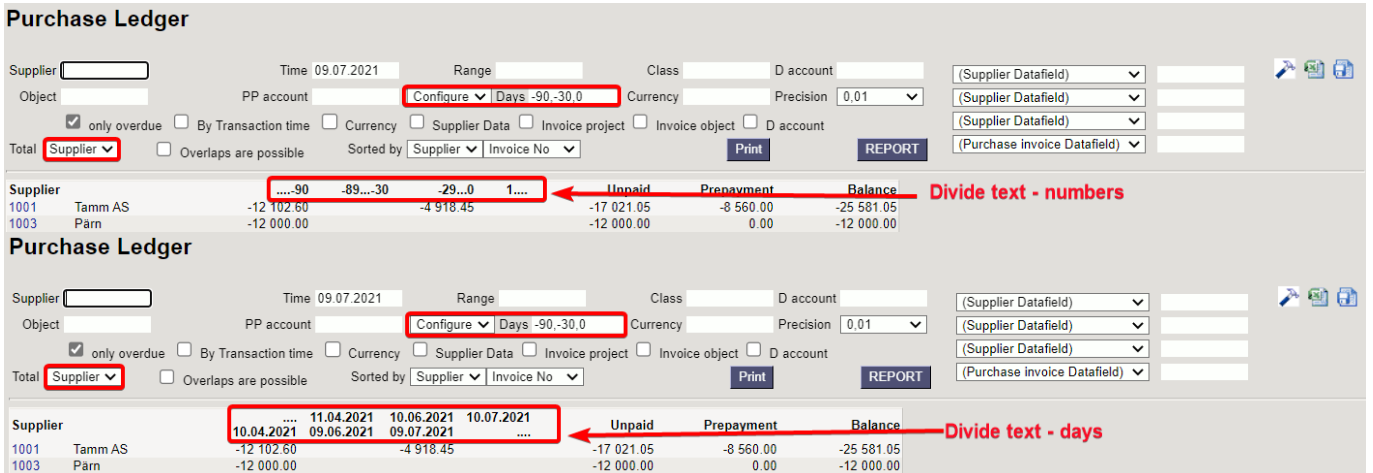 Purchase Ledger
Supplier Time 09.07.2021 Range Class D account (Supplier Datafield)
Object PP account Configure Days -90,-30,0 Currency Precision 0,01 (Supplier Datafield)
only overdue By Transaction time Currency Supplier Data Invoice project Invoice object D account (Supplier Datafield)
Total Supplier Overlaps are possible Sorted by Supplier Invoice No Print REPORT (Purchase invoice Datafield)
Supplier ....-90 -89...-30 -29...0 1.... Unpaid Prepayment Balance Divide text - numbers
1001 Tamm AS -12 102.60 -4 918.45 -17 021.05 -8 560.00 -25 581.05
1003 Pärn -12 000.00 -12 000.00 0.00 -12 000.00
Purchase Ledger
Supplier Time 09.07.2021 Range Class D account (Supplier Datafield)
Object PP account Configure Days -90,-30,0 Currency Precision 0,01 (Supplier Datafield)
only overdue By Transaction time Currency Supplier Data Invoice project Invoice object D account (Supplier Datafield)
Total Supplier Overlaps are possible Sorted by Supplier Invoice No Print REPORT (Purchase invoice Datafield)
.... 11.04.2021 10.06.2021 10.07.2021
Supplier 10.04.2021 09.06.2021 09.07.2021 .... Unpaid Prepayment Balance Divide text - days
1001 Tamm AS -12 102.60 -4 918.45 -17 021.05 -8 560.00 -25 581.05
1003 Pärn -12 000.00 -12 000.00 0.00 -12 000.00